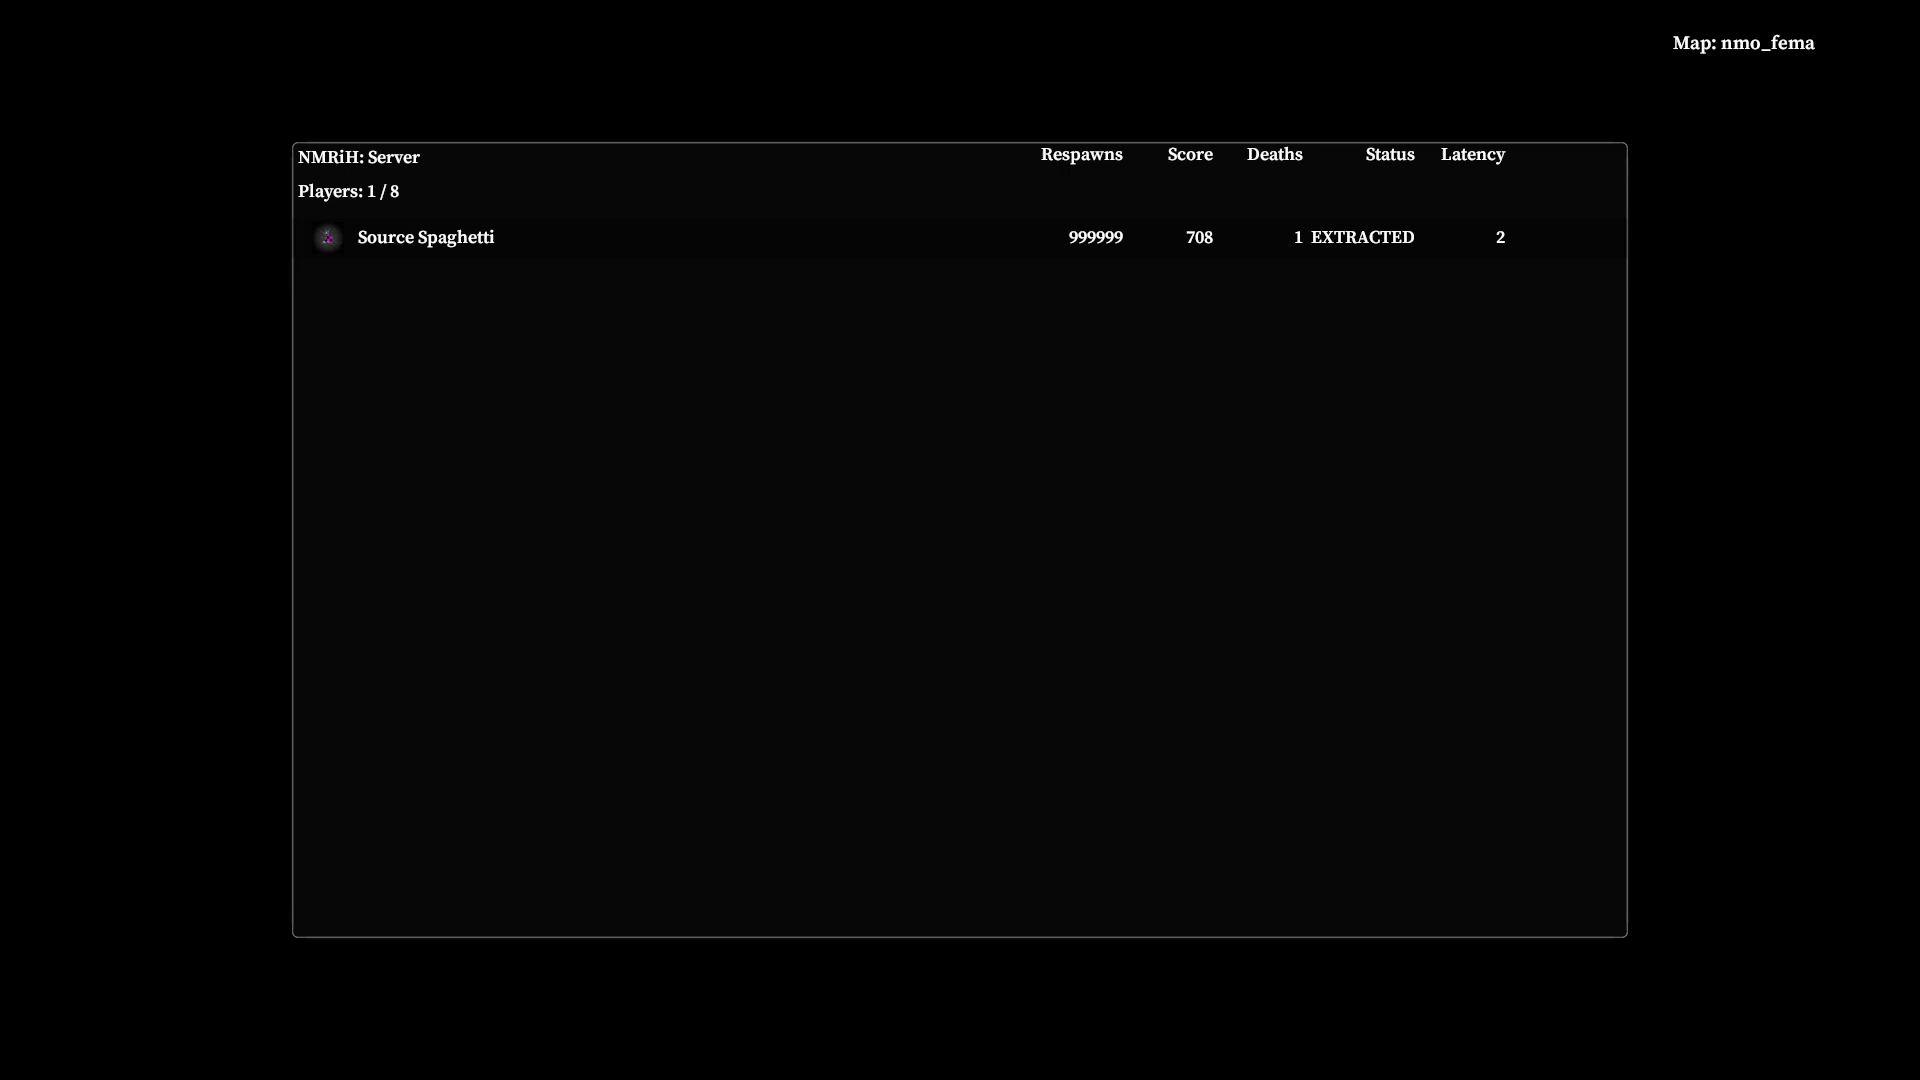 Map: nmo_fema
NMRiH: Server Respawns Score Deaths Status Latency
Players: 1 / 8
Source Spaghetti 999999 708 1 EXTRACTED 2